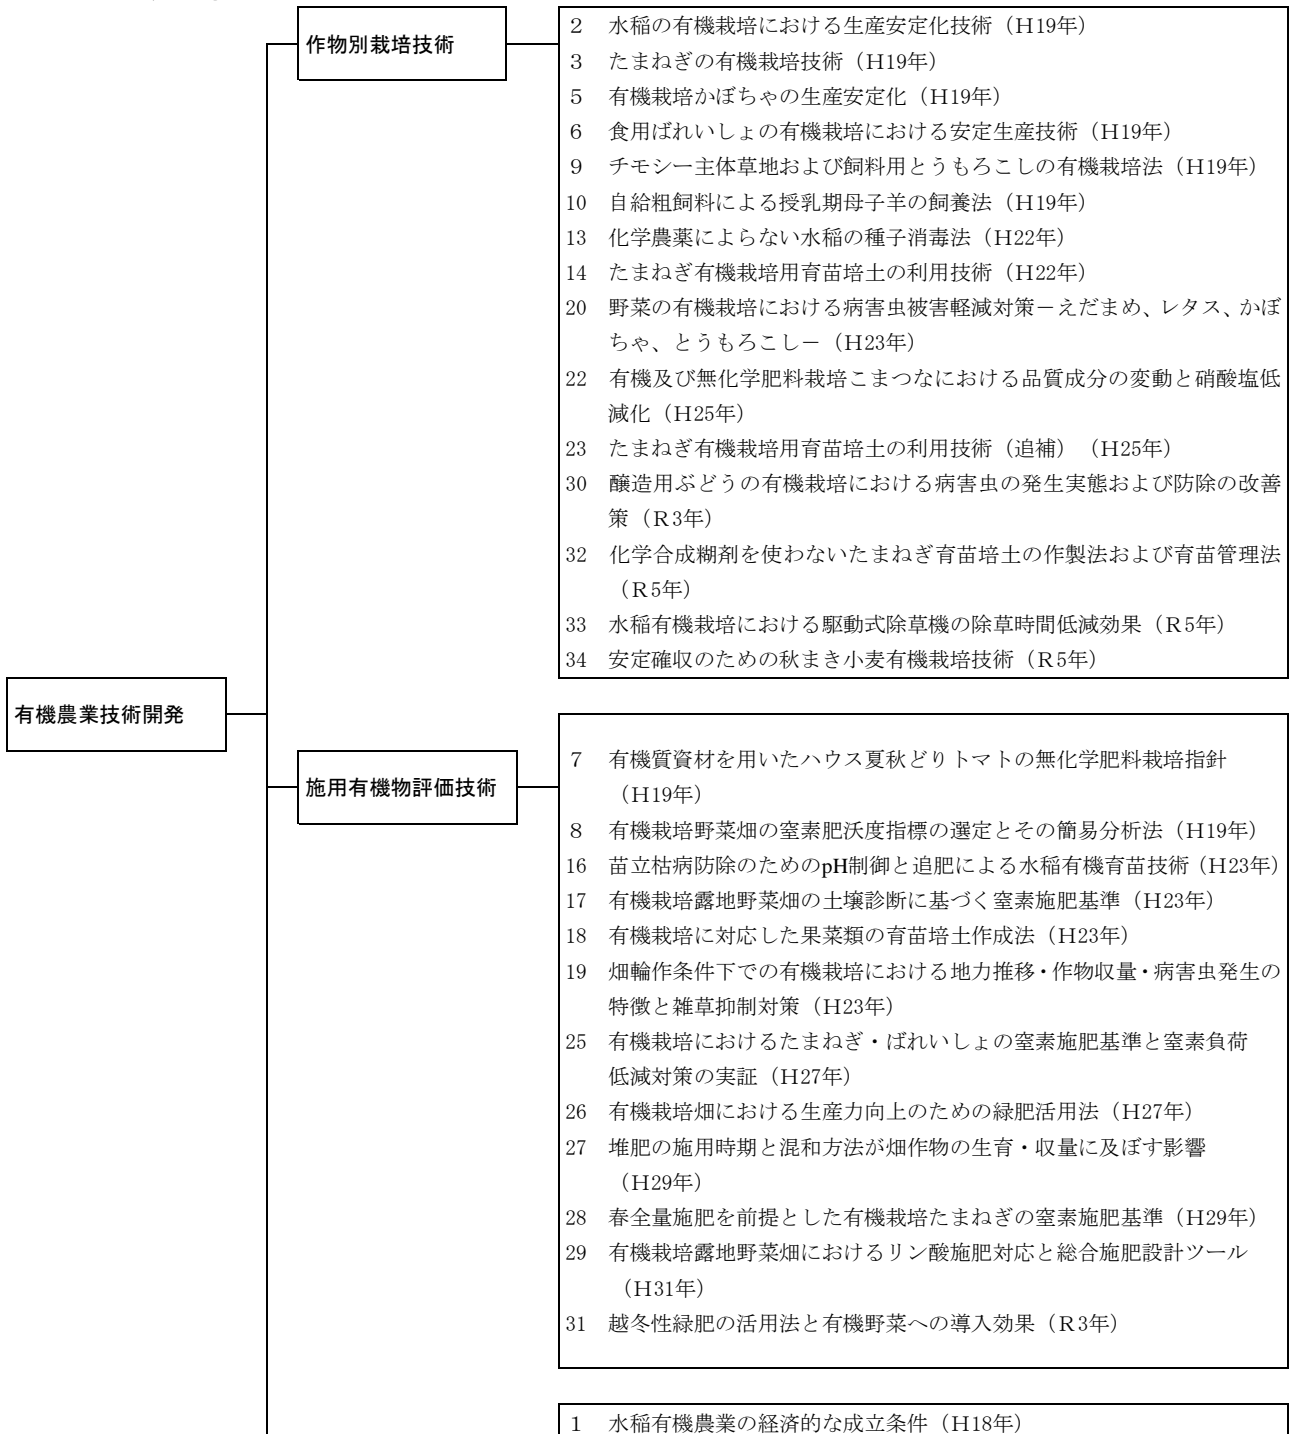 作物別栽培技術
2 水稲の有機栽培における生産安定化技術（H19年）
3 たまねぎの有機栽培技術（H19年）
5 有機栽培かぼちゃの生産安定化（H19年）
6 食用ばれいしょの有機栽培における安定生産技術（H19年）
9 チモシー主体草地および飼料用とうもろこしの有機栽培法（H19年）
10 自給粗飼料による授乳期母子羊の飼養法（H19年）
13 化学農薬によらない水稲の種子消毒法（H22年）
14 たまねぎ有機栽培用育苗培土の利用技術（H22年）
20 野菜の有機栽培における病害虫被害軽減対策－えだまめ、レタス、かぼ
ちゃ、とうもろこし－（H23年）
22 有機及び無化学肥料栽培こまつなにおける品質成分の変動と硝酸塩低
減化（H25年）
23 たまねぎ有機栽培用育苗培土の利用技術（追補）（H25年）
30 醸造用ぶどうの有機栽培における病害虫の発生実態および防除の改善
策（R3年）
32 化学合成糊剤を使わないたまねぎ育苗培土の作製法および育苗管理法
（R5年）
33 水稲有機栽培における駆動式除草機の除草時間低減効果（R5年）
34 安定確収のための秋まき小麦有機栽培技術（R5年）
有機農業技術開発
施用有機物評価技術
7 有機質資材を用いたハウス夏秋どりトマトの無化学肥料栽培指針
（H19年）
8 有機栽培野菜畑の窒素肥沃度指標の選定とその簡易分析法（H19年）
16 苗立枯病防除のためのpH制御と追肥による水稲有機育苗技術（H23年）
17 有機栽培露地野菜畑の土壌診断に基づく窒素施肥基準（H23年）
18 有機栽培に対応した果菜類の育苗培土作成法（H23年）
19 畑輪作条件下での有機栽培における地力推移・作物収量・病害虫発生の
特徴と雑草抑制対策（H23年）
25 有機栽培におけるたまねぎ・ばれいしょの窒素施肥基準と窒素負荷
低減対策の実証（H27年）
26 有機栽培畑における生産力向上のための緑肥活用法（H27年）
27 堆肥の施用時期と混和方法が畑作物の生育・収量に及ぼす影響
（H29年）
28 春全量施肥を前提とした有機栽培たまねぎの窒素施肥基準（H29年）
29 有機栽培露地野菜畑におけるリン酸施肥対応と総合施肥設計ツール
（H31年）
31 越冬性緑肥の活用法と有機野菜への導入効果（R3年）
1 水稲有機農業の経済的な成立条件（H18年）